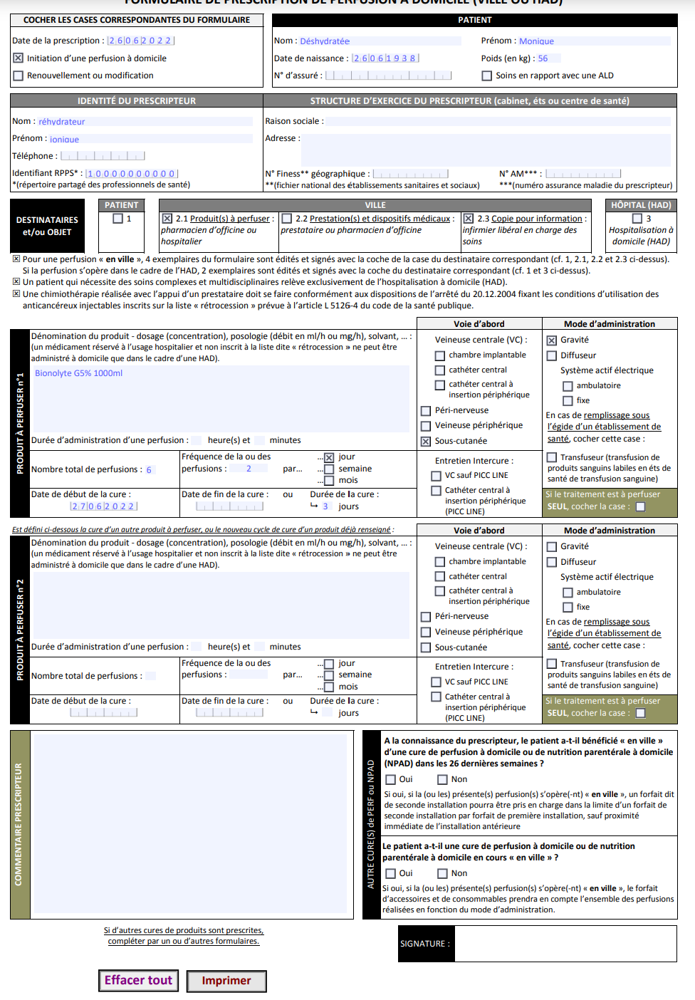 FORMULAIRE DE PRESCRIPTION DE PERFUSION À DOMICILE (VILLE OU HAD)
COCHER LES CASES CORRESPONDANTES DU FORMULAIRE
Date de la prescription : 26062022
Initiation d'une perfusion à domicile
Renouvellement ou modification
PATIENT
Nom : Déshydratée
Prénom : Monique
Date de naissance : 26061938
Poids (en kg) : 56
N° d'assuré :
Soins en rapport avec une ALD
IDENTITÉ DU PRESCRIPTEUR
Nom : réhydrateur
Prénom : ionique
Téléphone :
Identifiant RPPS* : 10000000000
*(répertoire partagé des professionnels de santé)
STRUCTURE D'EXERCICE DU PRESCRIPTEUR (cabinet, éts ou centre de santé)
Raison sociale :
Adresse :
N° Finess** géographique :
N° AM*** :
**(fichier national des établissements sanitaires et sociaux)
***(numéro assurance maladie du prescripteur)
DESTINATAIRES
et/ou OBJET
PATIENT
1
VILLE
2.1 Produit(s) à perfuser :
pharmacien d'officine ou
hospitalier
2.2 Prestation(s) et dispositifs médicaux :
prestataire ou pharmacien d'officine
2.3 Copie pour information :
infirmier libéral en charge des
soins
HÔPITAL (HAD)
3
Hospitalisation à
domicile (HAD)
Pour une perfusion « en ville », 4 exemplaires du formulaire sont édités et signés avec la coche de la case du destinataire correspondant (cf. 1, 2.1, 2.2 et 2.3 ci-dessus).
Si la perfusion s'opère dans le cadre de l'HAD, 2 exemplaires sont édités et signés avec la coche du destinataire correspondant (cf. 1 et 3 ci-dessus).
Un patient qui nécessite des soins complexes et multidisciplinaires relève exclusivement de l'hospitalisation à domicile (HAD).
Une chimiothérapie réalisée avec l'appui d'un prestataire doit se faire conformément aux dispositions de l'arrêté du 20.12.2004 fixant les conditions d'utilisation des
anticancéreux injectables inscrits sur la liste « rétrocession » prévue à l'article L 5126-4 du code de la santé publique.
PRODUIT À PERFUSER n°1
Dénomination du produit - dosage (concentration), posologie (débit en ml/h ou mg/h), solvant, ... :
(un médicament réservé à l'usage hospitalier et non inscrit à la liste dite « rétrocession » ne peut être
administré à domicile que dans le cadre d'une HAD).
Bionolyte G5% 1000ml
Durée d'administration d'une perfusion : heure(s) et minutes
Nombre total de perfusions : 6
Fréquence de la ou des
perfusions : 2 par...
...jour
...semaine
...mois
Date de début de la cure :
27062022
Date de fin de la cure : ou
Durée de la cure :
↳ 3 jours
Voie d'abord
Veineuse centrale (VC) :
chambre implantable
cathéter central
cathéter central à
insertion périphérique
Péri-nerveuse
Veineuse périphérique
Sous-cutanée
Entretien Intercure :
VC sauf PICC LINE
Cathéter central à
insertion périphérique
(PICC LINE)
Mode d'administration
Gravité
Diffuseur
Système actif électrique
ambulatoire
fixe
En cas de remplissage sous
l'égide d'un établissement de
santé, cocher cette case :
Transfuseur (transfusion de
produits sanguins labiles en éts de
santé de transfusion sanguine)
Si le traitement est à perfuser
SEUL, cocher la case :
Est défini ci-dessous la cure d'un autre produit à perfuser, ou le nouveau cycle de cure d'un produit déjà renseigné :
PRODUIT À PERFUSER n°2
Dénomination du produit - dosage (concentration), posologie (débit en ml/h ou mg/h), solvant, ... :
(un médicament réservé à l'usage hospitalier et non inscrit à la liste dite « rétrocession » ne peut être
administré à domicile que dans le cadre d'une HAD).
Durée d'administration d'une perfusion : heure(s) et minutes
Nombre total de perfusions :
Fréquence de la ou des
perfusions : par...
...jour
...semaine
...mois
Date de début de la cure :
Date de fin de la cure : ou
Durée de la cure :
↳ jours
Voie d'abord
Veineuse centrale (VC) :
chambre implantable
cathéter central
cathéter central à
insertion périphérique
Péri-nerveuse
Veineuse périphérique
Sous-cutanée
Entretien Intercure :
VC sauf PICC LINE
Cathéter central à
insertion périphérique
(PICC LINE)
Mode d'administration
Gravité
Diffuseur
Système actif électrique
ambulatoire
fixe
En cas de remplissage sous
l'égide d'un établissement de
santé, cocher cette case :
Transfuseur (transfusion de
produits sanguins labiles en éts de
santé de transfusion sanguine)
Si le traitement est à perfuser
SEUL, cocher la case :
COMMENTAIRE PRESCRIPTEUR
AUTRE CURE(S) de PERF ou NPAD
A la connaissance du prescripteur, le patient a-t-il bénéficié « en ville »
d'une cure de perfusion à domicile ou de nutrition parentérale à domicile
(NPAD) dans les 26 dernières semaines ?
Oui Non
Si oui, si la (ou les) présente(s) perfusion(s) s'opère(-nt) « en ville », un forfait dit
de seconde installation pourra être pris en charge dans la limite d'un forfait de
seconde installation par forfait de première installation, sauf proximité
immédiate de l'installation antérieure
Le patient a-t-il une cure de perfusion à domicile ou de nutrition
parentérale à domicile en cours « en ville » ?
Oui Non
Si oui, si la (ou les) présente(s) perfusion(s) s'opère(-nt) « en ville », le forfait
d'accessoires et de consommables prendra en compte l'ensemble des perfusions
réalisées en fonction du mode d'administration.
Si d'autres cures de produits sont prescrites,
compléter par un ou d'autres formulaires.
SIGNATURE :
Effacer tout
Imprimer